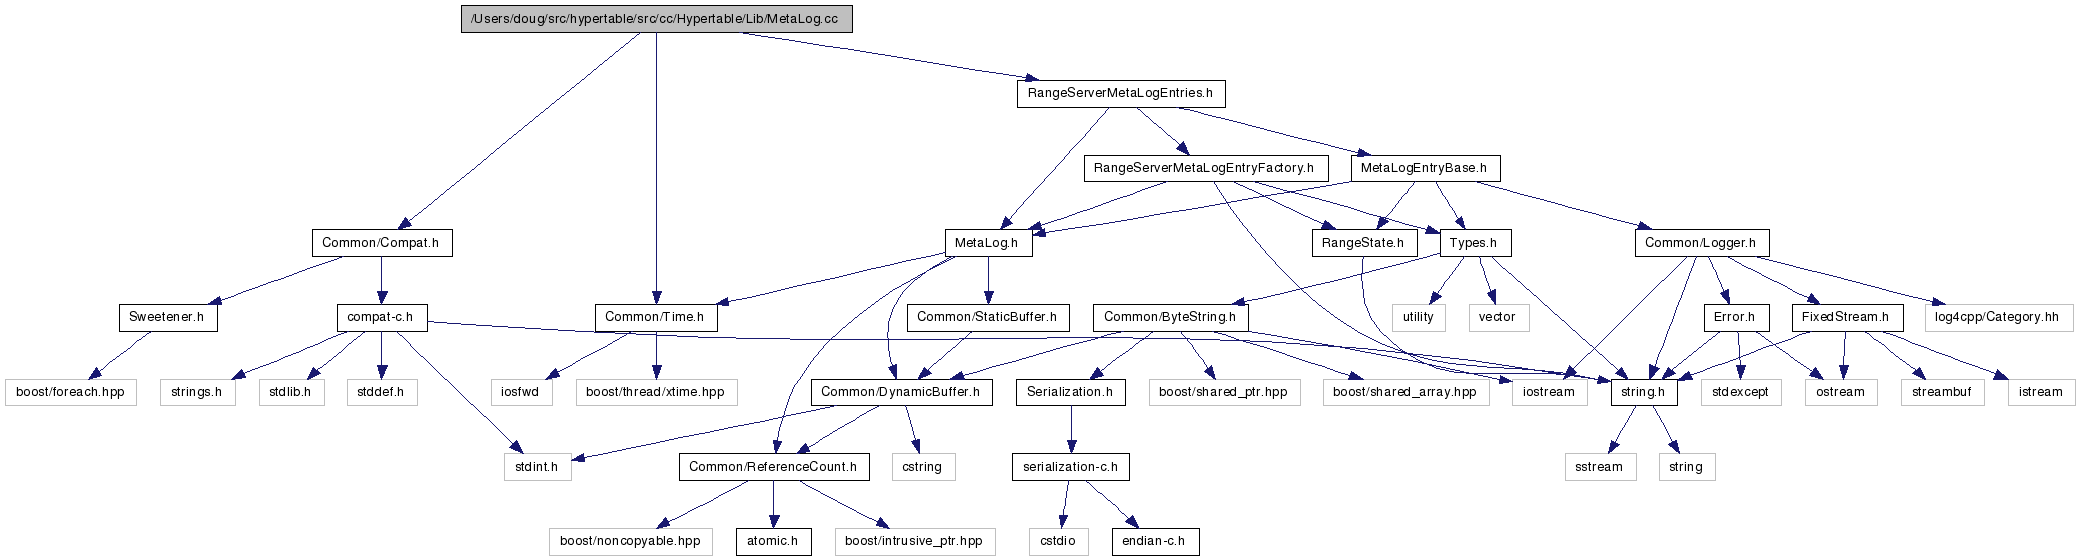 /Users/doug/src/hypertable/src/cc/Hypertable/Lib/MetaLog.cc
RangeServerMetaLogEntries.h
RangeServerMetaLogEntryFactory.h
MetaLogEntryBase.h
Common/Compat.h
MetaLog.h
RangeState.h
Types.h
Common/Logger.h
Sweetener.h
compat-c.h
Common/Time.h
Common/StaticBuffer.h
Common/ByteString.h
utility
vector
Error.h
FixedStream.h
log4cpp/Category.hh
boost/foreach.hpp
strings.h
stdlib.h
stddef.h
iosfwd
boost/thread/xtime.hpp
Common/DynamicBuffer.h
Serialization.h
boost/shared_ptr.hpp
boost/shared_array.hpp
iostream
string.h
stdexcept
ostream
streambuf
istream
stdint.h
Common/ReferenceCount.h
cstring
serialization-c.h
sstream
string
boost/noncopyable.hpp
atomic.h
boost/intrusive_ptr.hpp
cstdio
endian-c.h